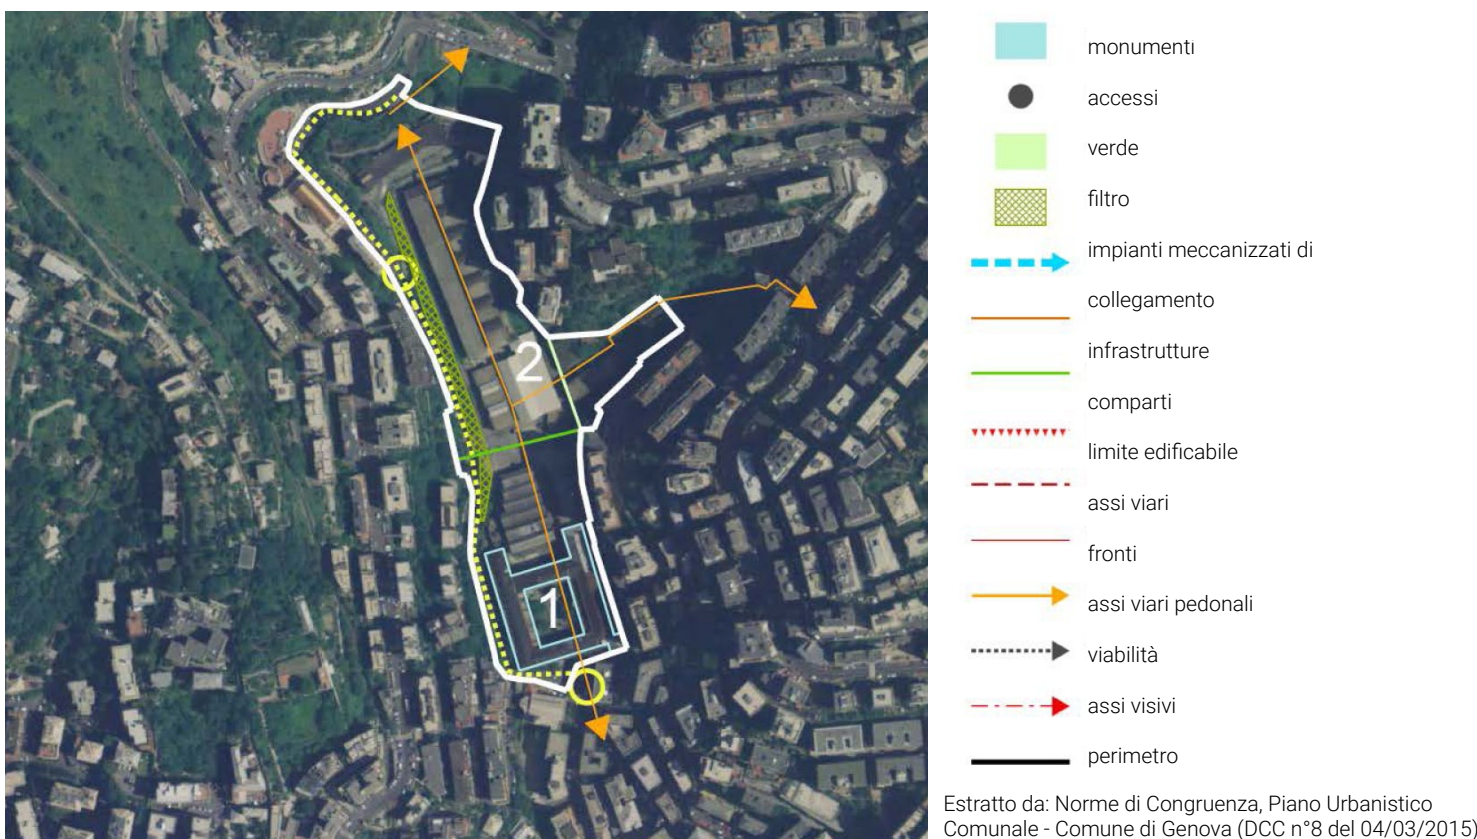 monumenti
accessi
verde
filtro
impianti meccanizzati di
collegamento
infrastrutture
comparti
limite edificabile
assi viari
fronti
assi viari pedonali
viabilità
assi visivi
perimetro
2
1
Estratto da: Norme di Congruenza, Piano Urbanistico
Comunale - Comune di Genova (DCC n°8 del 04/03/2015)